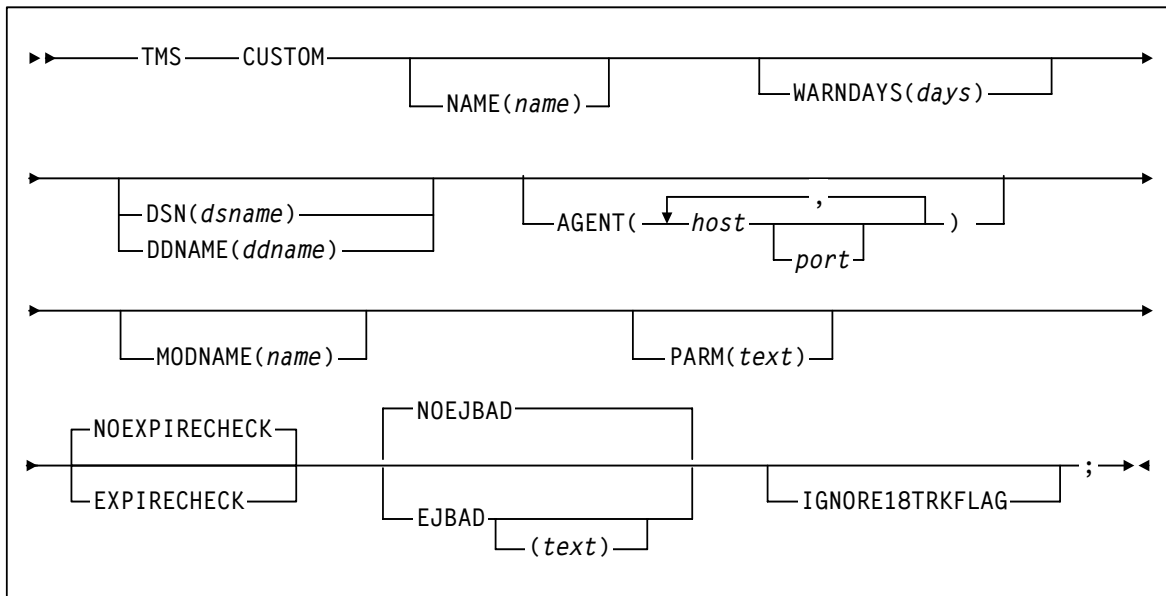 TMS CUSTOM
NAME(name) WARNDAYS(days)
DSN(dsname)
DDNAME(ddname)
AGENT( host , )
port
MODNAME(name) PARM(text)
NOEXPIRECHECK NOEJBAD
;
EXPIRECHECK EJBAD IGNORE18TRKFLAG
(text)